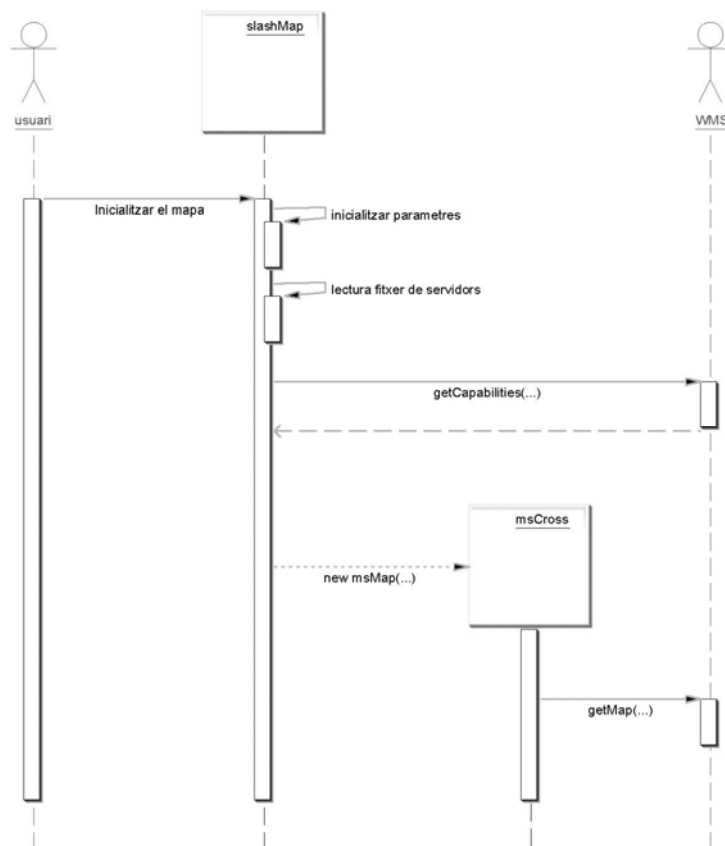 slashMap
usuari
WMS
Inicialitzar el mapa
inicialitzar parametres
lectura fitxer de servidors
getCapabilities(...)
msCross
new msMap(...)
getMap(...)